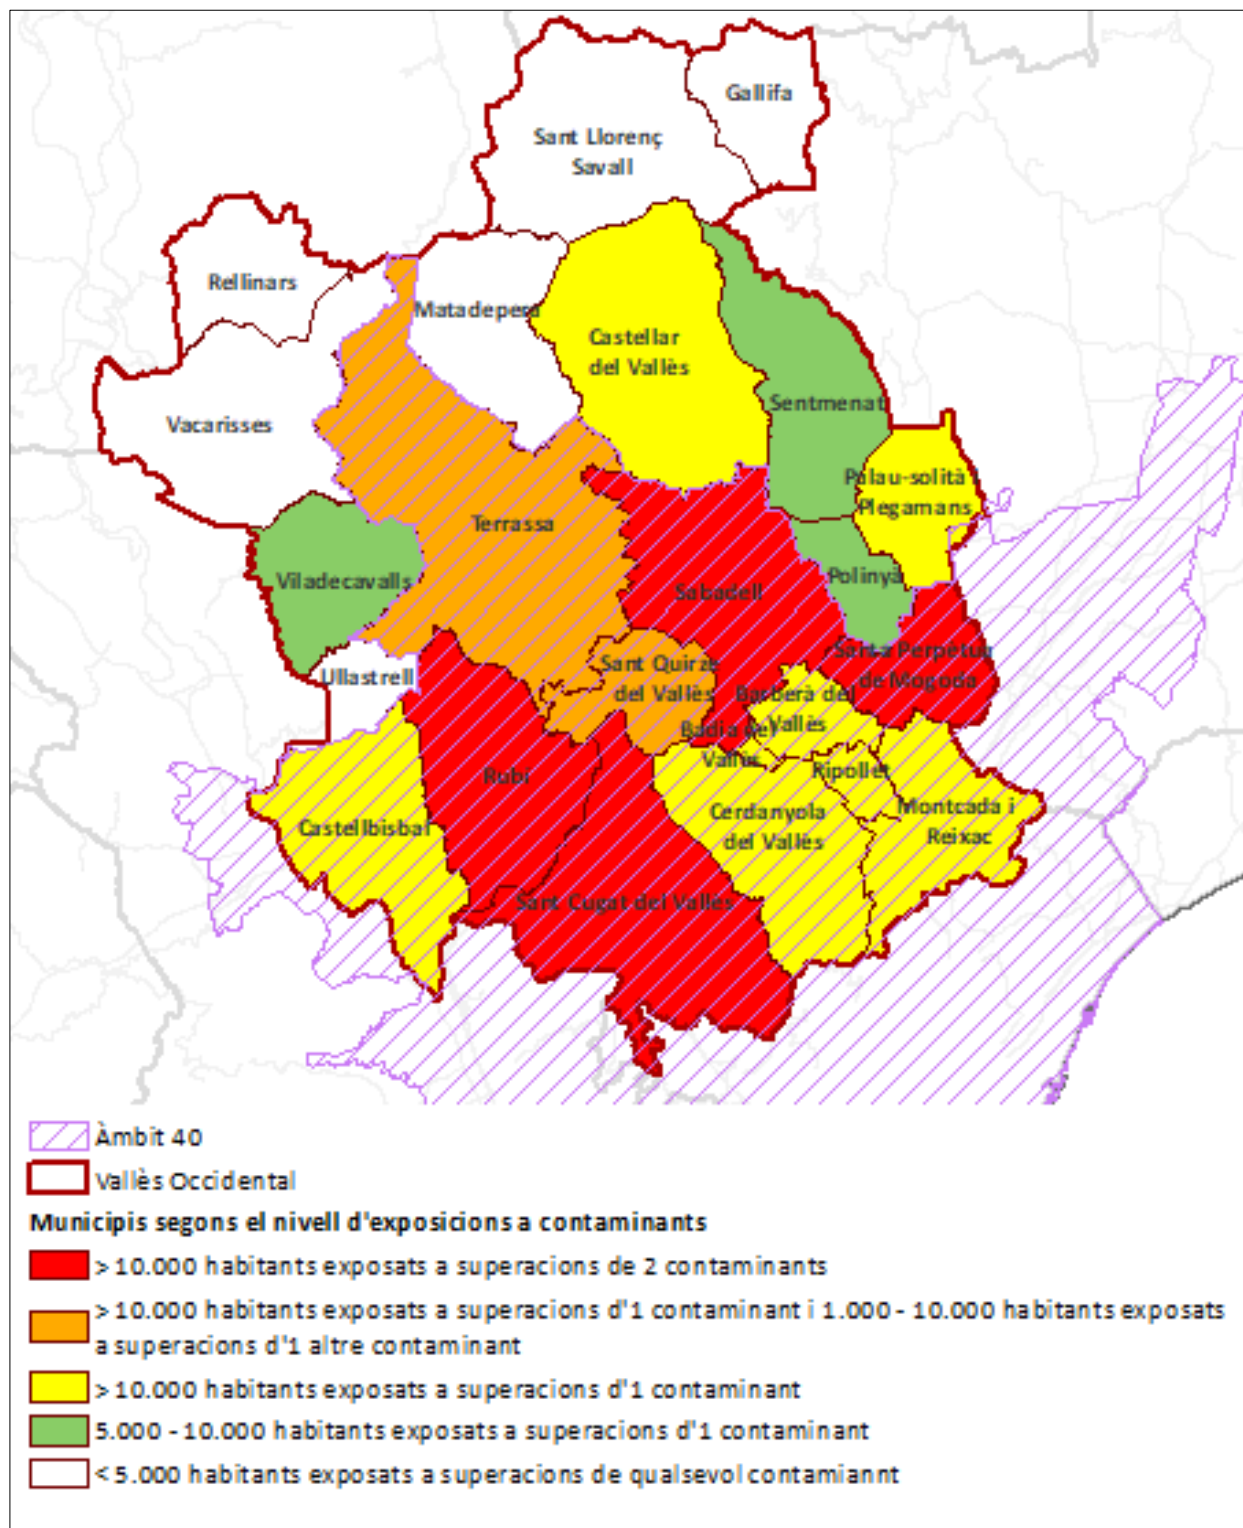 Gallifa
Sant Llorenç
Savall
Rellinars
Matadepera
Castellar
del Vallès
Sentmenat
Vacarisses
Palau-solità i
Plegamans
Terrassa
Viladecavalls
Polinyà
Sabadell
Santa Perpètua
de Mogoda
Sant Quirze
del Vallès
Ullastrell
Barberà del
Vallès
Badia del
Vallès
Ripollet
Rubí
Montcada i
Reixac
Cerdanyola
del Vallès
Castellbisbal
Sant Cugat del Vallès
Àmbit 40
Vallès Occidental
Municipis segons el nivell d'exposicions a contaminants
> 10.000 habitants exposats a superacions de 2 contaminants
> 10.000 habitants exposats a superacions d'1 contaminant i 1.000 - 10.000 habitants exposats
a superacions d'1 altre contaminant
> 10.000 habitants exposats a superacions d'1 contaminant
5.000 - 10.000 habitants exposats a superacions d'1 contaminant
< 5.000 habitants exposats a superacions de qualsevol contamiannt